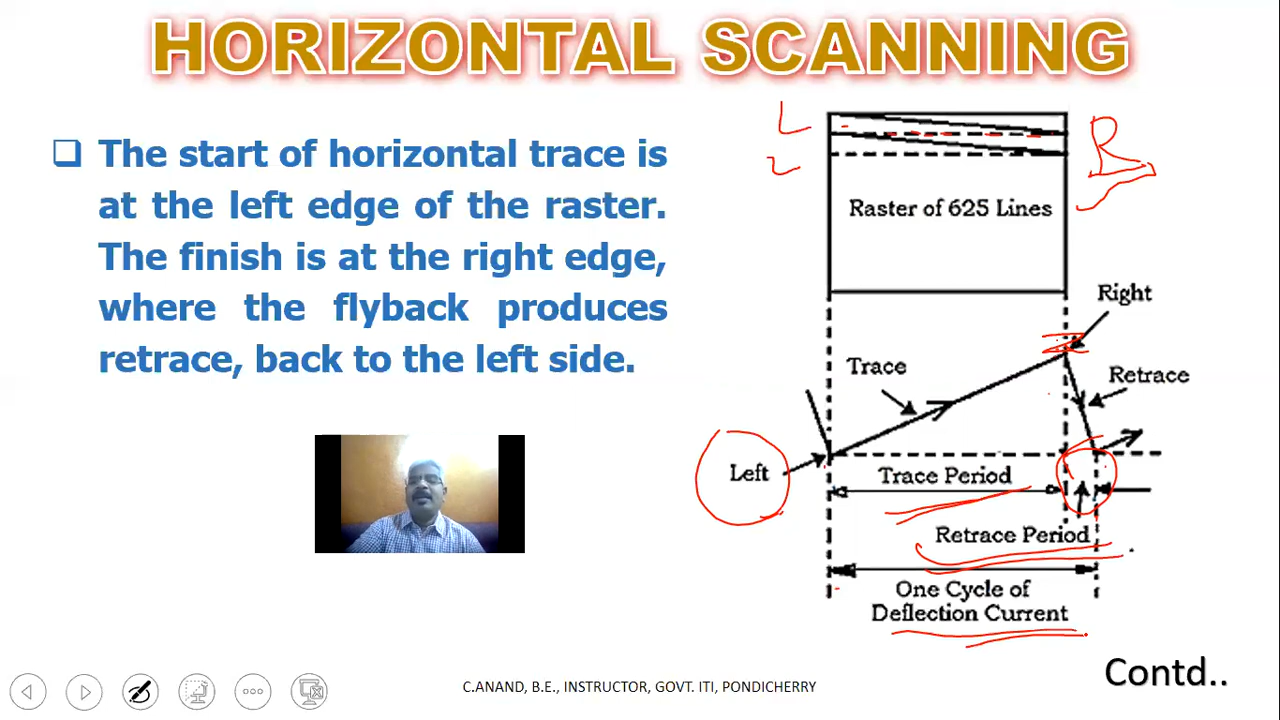 HORIZONTAL SCANNING
The start of horizontal trace is
at the left edge of the raster.
The finish is at the right edge,
where the flyback produces
retrace, back to the left side.
L
R
Raster of 625 Lines
Right
Trace
Retrace
Left
Trace Period
Retrace Period
One Cycle of
Deflection Current
Contd..
C.ANAND, B.E., INSTRUCTOR, GOVT. ITI, PONDICHERRY